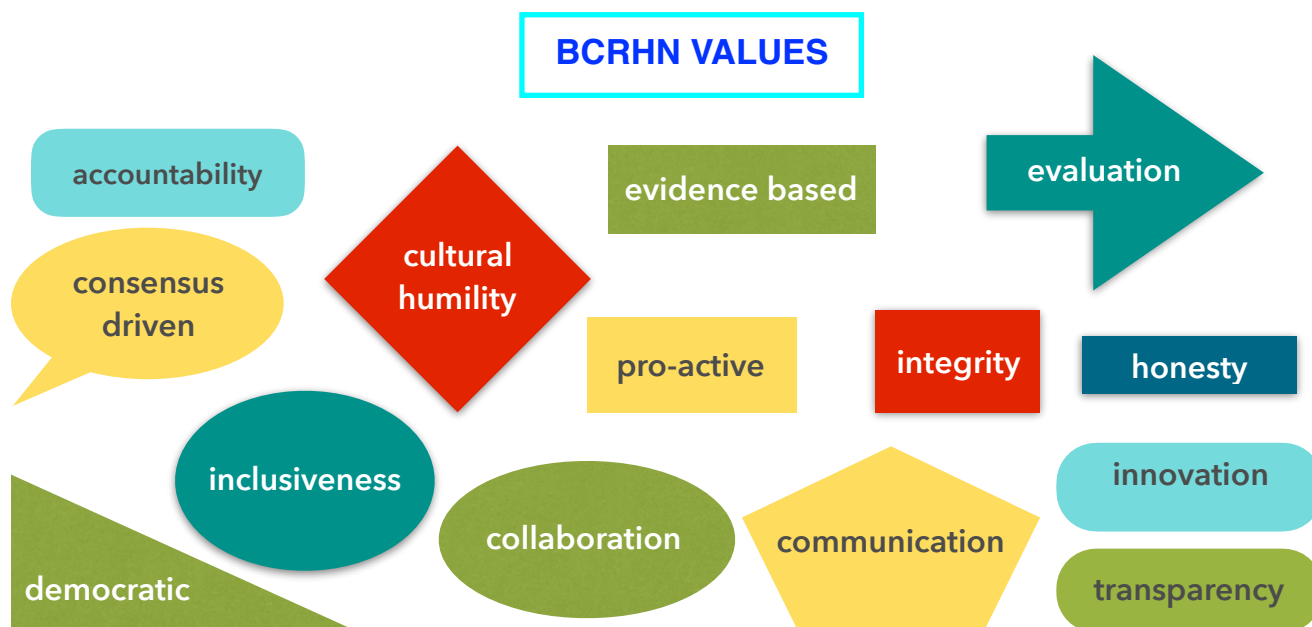 BCRHN VALUES
accountability
evidence based
evaluation
cultural
humility
consensus
driven
pro-active
integrity
honesty
inclusiveness
collaboration
communication
innovation
democratic
transparency